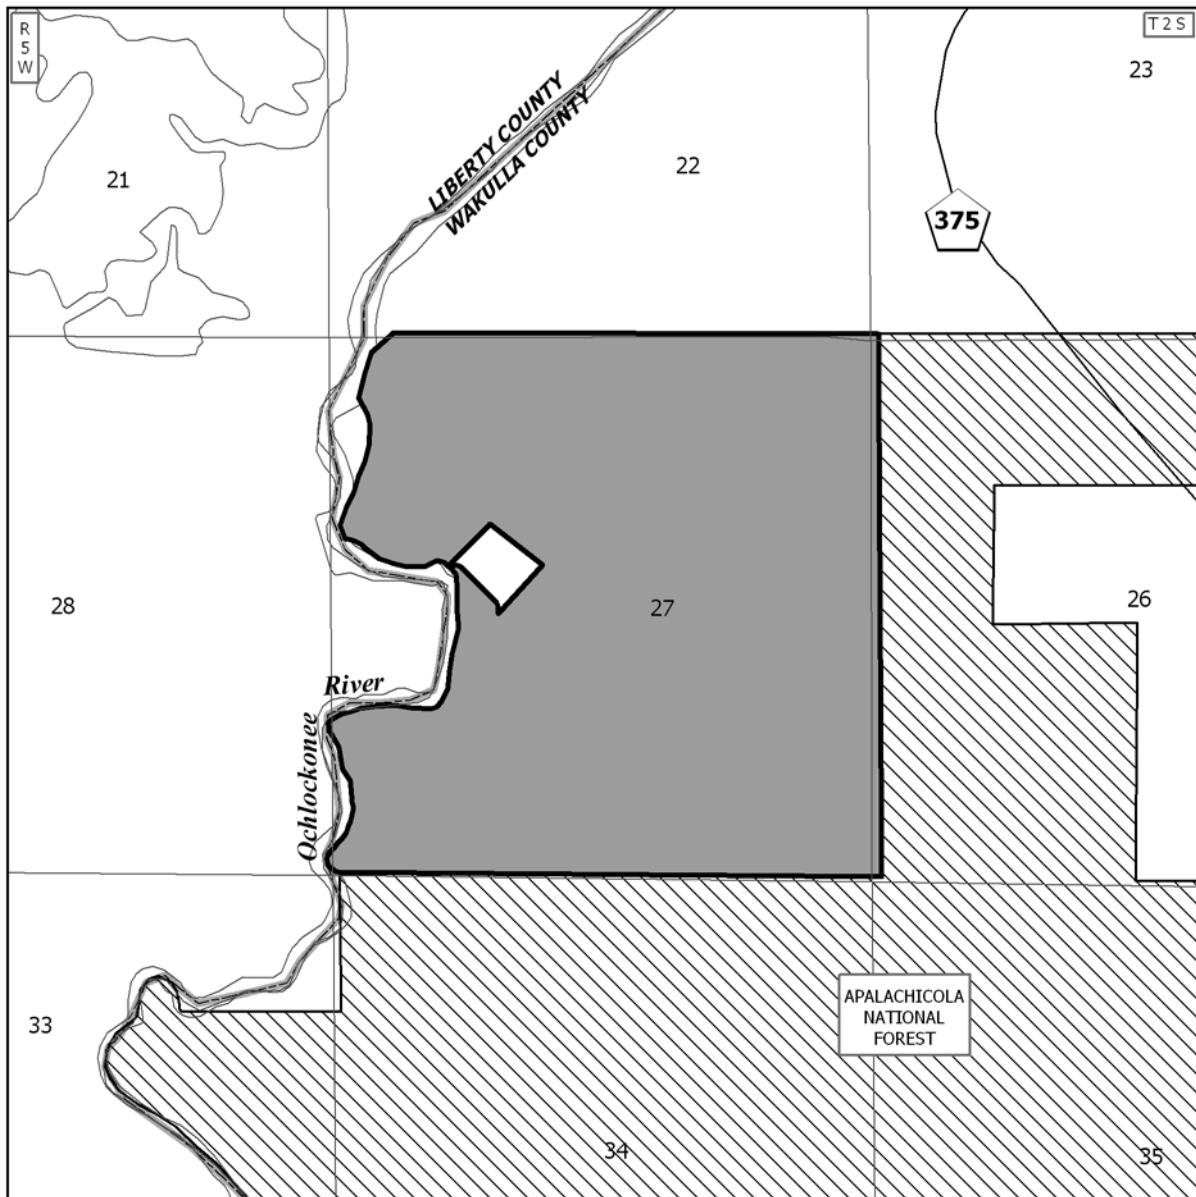 R
5
W
T 2 S
23
LIBERTY COUNTY
WAKULLA COUNTY
22
21
375
28
27
26
River
Ochlockonee
APALACHICOLA
NATIONAL
FOREST
33
34
35